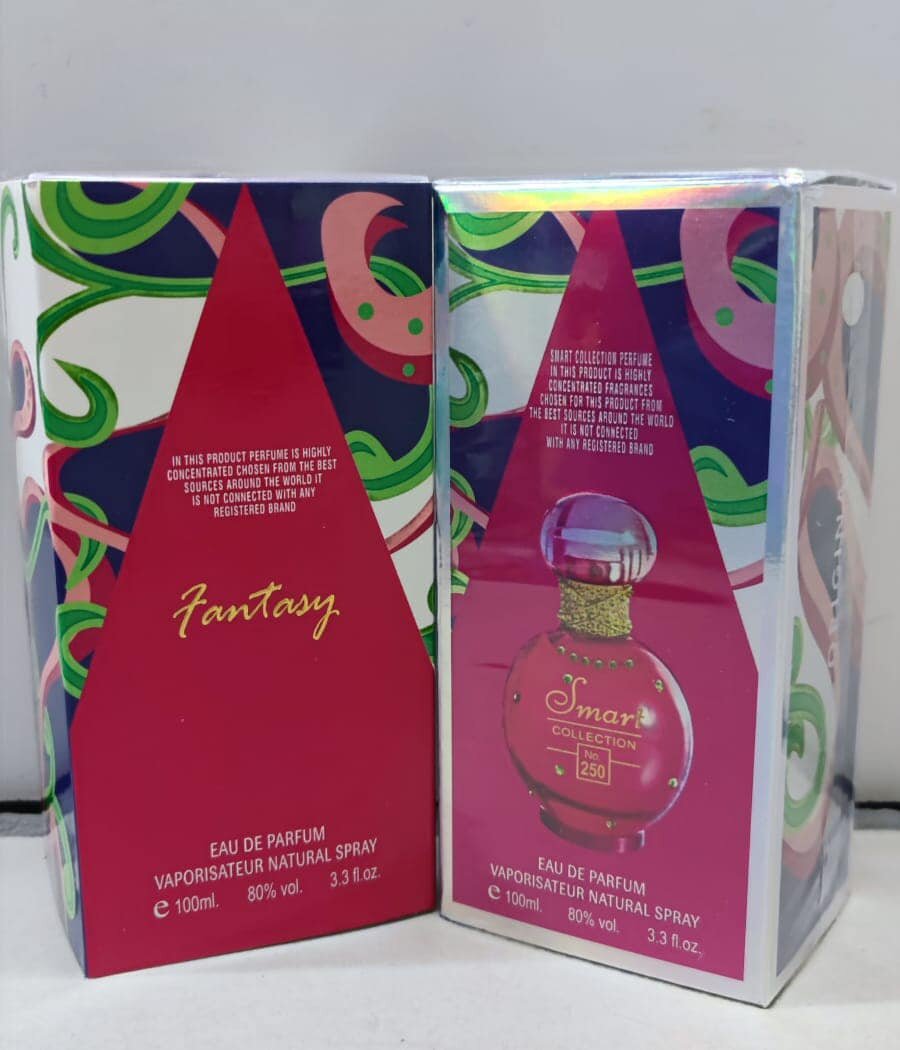 IN THIS PRODUCT PERFUME IS HIGHLY
CONCENTRATED CHOSEN FROM THE BEST
SOURCES AROUND THE WORLD IT
IS NOT CONNECTED WITH ANY
REGISTERED BRAND
Fantasy
EAU DE PARFUM
VAPORISATEUR NATURAL SPRAY
e 100ml. 80% vol. 3.3 fl.oz.
SMART COLLECTION PERFUME
IN THIS PRODUCT IS HIGHLY
CONCENTRATED FRAGRANCES
CHOSEN FOR THIS PRODUCT FROM
THE BEST SOURCES AROUND THE WORLD
IT IS NOT CONNECTED
WITH ANY REGISTERED BRAND
Smart
COLLECTION
No.
250
EAU DE PARFUM
VAPORISATEUR NATURAL SPRAY
e 100ml. 80% vol. 3.3 fl.oz.